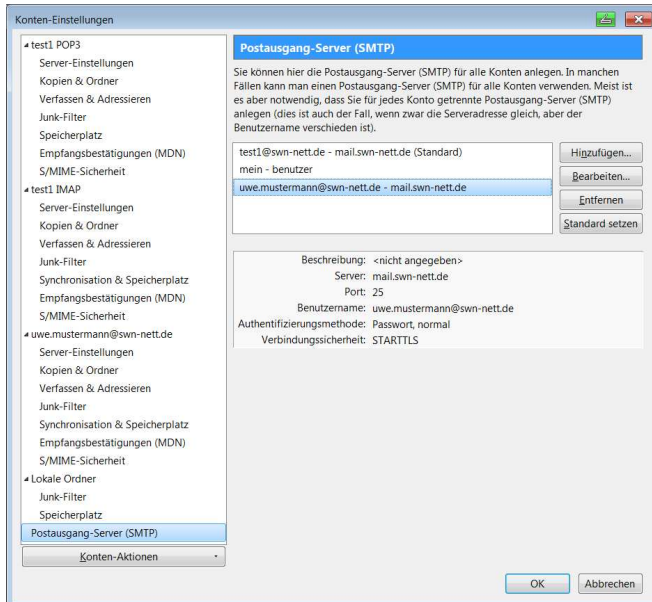 Konten-Einstellungen
test1 POP3
Server-Einstellungen
Kopien & Ordner
Verfassen & Adressieren
Junk-Filter
Speicherplatz
Empfangsbestätigungen (MDN)
S/MIME-Sicherheit
test1 IMAP
Server-Einstellungen
Kopien & Ordner
Verfassen & Adressieren
Junk-Filter
Synchronisation & Speicherplatz
Empfangsbestätigungen (MDN)
S/MIME-Sicherheit
uwe.mustermann@swn-nett.de
Server-Einstellungen
Kopien & Ordner
Verfassen & Adressieren
Junk-Filter
Synchronisation & Speicherplatz
Empfangsbestätigungen (MDN)
S/MIME-Sicherheit
Lokale Ordner
Junk-Filter
Speicherplatz
Postausgang-Server (SMTP)
Konten-Aktionen
Postausgang-Server (SMTP)
Sie können hier die Postausgang-Server (SMTP) für alle Konten anlegen. In manchen
Fällen kann man einen Postausgang-Server (SMTP) für alle Konten verwenden. Meist ist
es aber notwendig, dass Sie für jedes Konto getrennte Postausgang-Server (SMTP)
anlegen (dies ist auch der Fall, wenn zwar die Serveradresse gleich, aber der
Benutzername verschieden ist).
test1@swn-nett.de - mail.swn-nett.de (Standard)
mein - benutzer
uwe.mustermann@swn-nett.de - mail.swn-nett.de
Hinzufügen...
Bearbeiten...
Entfernen
Standard setzen
Beschreibung: <nicht angegeben>
Server: mail.swn-nett.de
Port: 25
Benutzername: uwe.mustermann@swn-nett.de
Authentifizierungsmethode: Passwort, normal
Verbindungssicherheit: STARTTLS
OK
Abbrechen